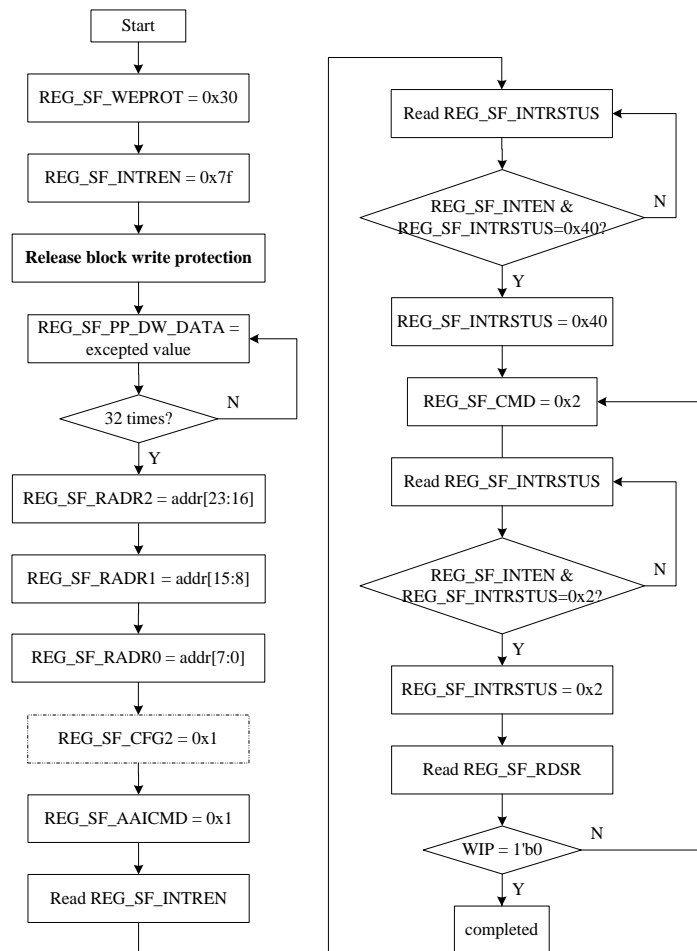 Start
REG_SF_WEPROT = 0x30
REG_SF_INTREN = 0x7f
Release block write protection
REG_SF_PP_DW_DATA =
excepted value
32 times?
N
Y
REG_SF_RADR2 = addr[23:16]
REG_SF_RADR1 = addr[15:8]
REG_SF_RADR0 = addr[7:0]
REG_SF_CFG2 = 0x1
REG_SF_AAICMD = 0x1
Read REG_SF_INTREN
Read REG_SF_INTRSTUS
REG_SF_INTEN &
REG_SF_INTRSTUS=0x40?
N
Y
REG_SF_INTRSTUS = 0x40
REG_SF_CMD = 0x2
Read REG_SF_INTRSTUS
REG_SF_INTEN &
REG_SF_INTRSTUS=0x2?
N
Y
REG_SF_INTRSTUS = 0x2
Read REG_SF_RDSR
WIP = 1'b0
N
Y
completed